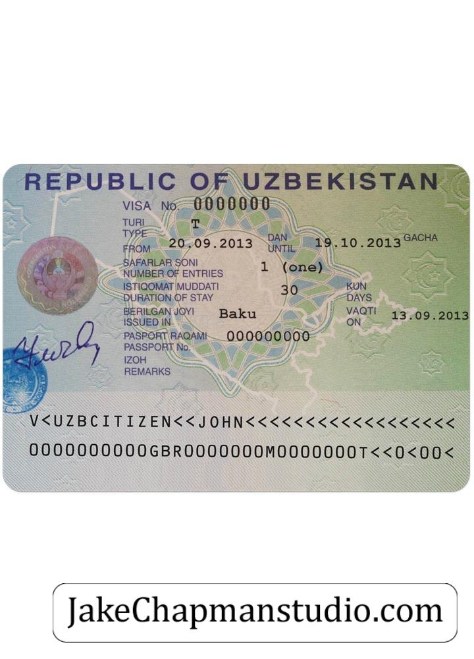 REPUBLIC OF UZBEKISTAN
VISA No. 0000000
TURI
TYPE T
FROM 20.09.2013 DAN UNTIL 19.10.2013 GACHA
SAFARLAR SONI
NUMBER OF ENTRIES 1 (one)
ISTIQOMAT MUDDATI
DURATION OF STAY 30 KUN DAYS
BERILGAN JOYI
ISSUED IN Baku VAQTI ON 13.09.2013
PASPORT RAQAMI
PASSPORT No. 000000000
IZOH
REMARKS
V<UZBCITIZEN<<JOHN<<<<<<<<<<<<<<<<<<
0000000000GBR0000000M0000000T<<0<00<
JakeChapmanstudio.com